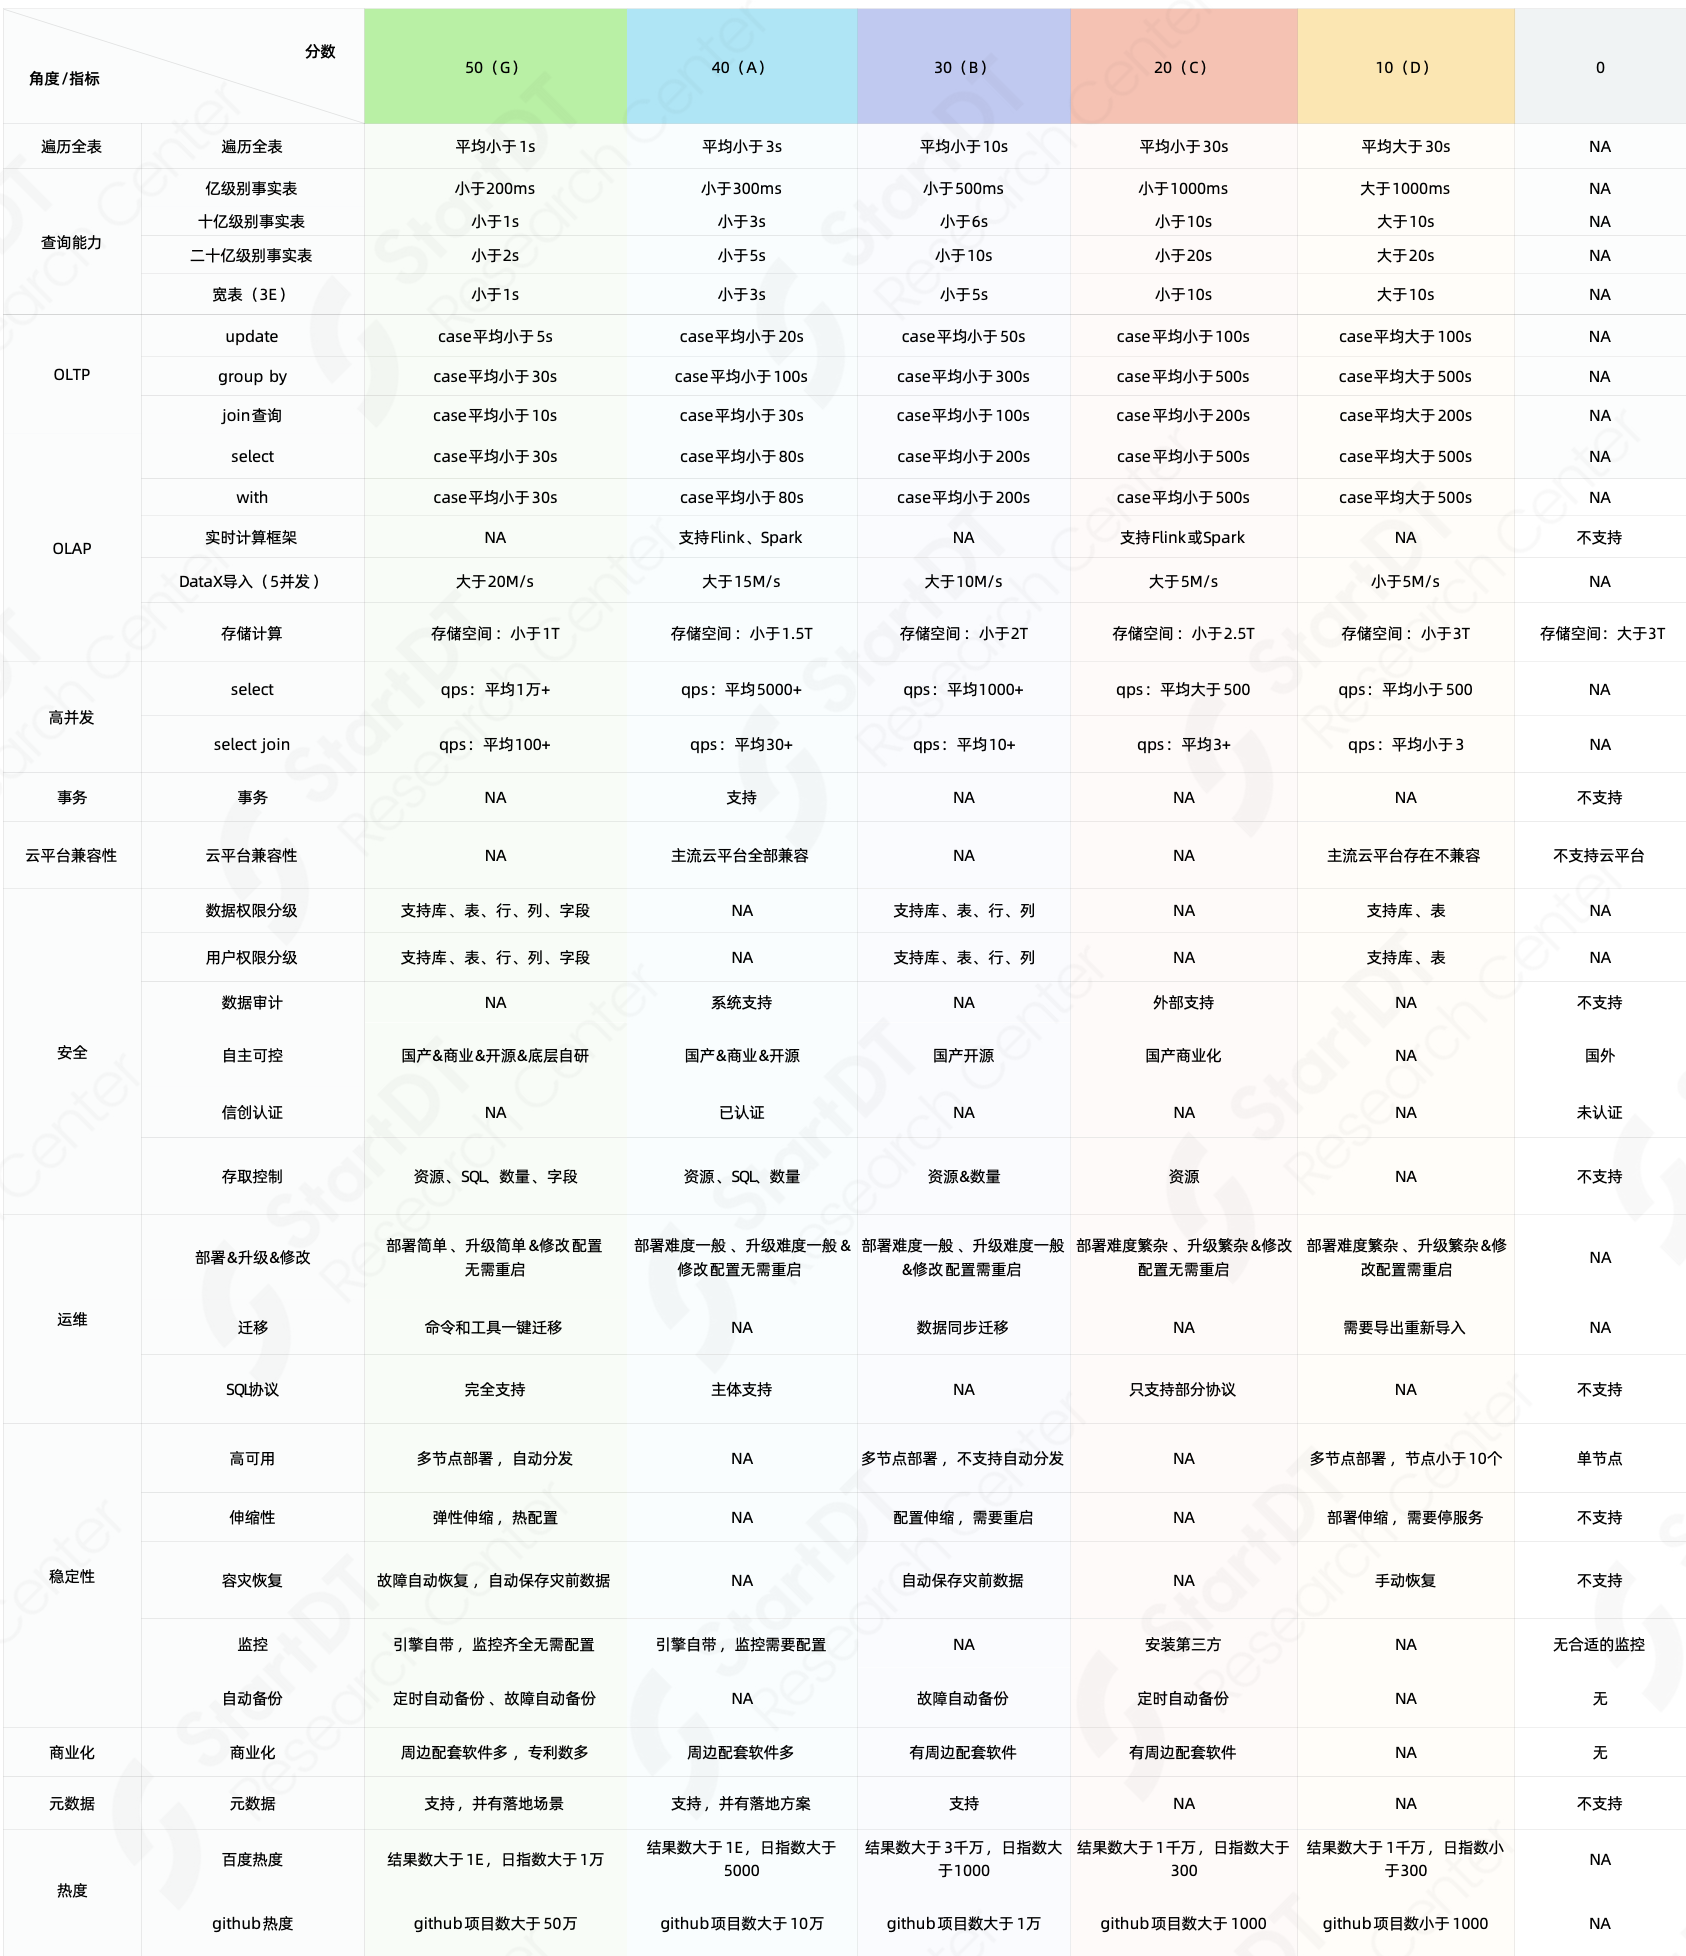 分数
角度/指标
50（G） 40（A） 30（B） 20（C） 10（D） 0
遍历全表 遍历全表 平均小于1s 平均小于3s 平均小于10s 平均小于30s 平均大于30s NA
查询能力 亿级别事实表 小于200ms 小于300ms 小于500ms 小于1000ms 大于1000ms NA
十亿级别事实表 小于1s 小于3s 小于6s 小于10s 大于10s NA
二十亿级别事实表 小于2s 小于5s 小于10s 小于20s 大于20s NA
宽表（3E） 小于1s 小于3s 小于5s 小于10s 大于10s NA
OLTP update case平均小于5s case平均小于20s case平均小于50s case平均小于100s case平均大于100s NA
group by case平均小于30s case平均小于100s case平均小于300s case平均小于500s case平均大于500s NA
OLAP join查询 case平均小于10s case平均小于30s case平均小于100s case平均小于200s case平均大于200s NA
select case平均小于30s case平均小于80s case平均小于200s case平均小于500s case平均大于500s NA
with case平均小于30s case平均小于80s case平均小于200s case平均小于500s case平均大于500s NA
实时计算框架 NA 支持Flink、Spark NA 支持Flink或Spark NA 不支持
DataX导入（5并发） 大于20M/s 大于15M/s 大于10M/s 大于5M/s 小于5M/s NA
存储计算 存储空间：小于1T 存储空间：小于1.5T 存储空间：小于2T 存储空间：小于2.5T 存储空间：小于3T 存储空间：大于3T
高并发 select qps：平均1万+ qps：平均5000+ qps：平均1000+ qps：平均大于500 qps：平均小于500 NA
select join qps：平均100+ qps：平均30+ qps：平均10+ qps：平均3+ qps：平均小于3 NA
事务 事务 NA 支持 NA NA NA 不支持
云平台兼容性 云平台兼容性 NA 主流云平台全部兼容 NA NA 主流云平台存在不兼容 不支持云平台
安全 数据权限分级 支持库、表、行、列、字段 NA 支持库、表、行、列 NA 支持库、表 NA
用户权限分级 支持库、表、行、列、字段 NA 支持库、表、行、列 NA 支持库、表 NA
数据审计 NA 系统支持 NA 外部支持 NA 不支持
自主可控 国产&商业&开源&底层自研 国产&商业&开源 国产开源 国产商业化 NA 国外
信创认证 NA 已认证 NA NA NA 未认证
存取控制 资源、SQL、数量、字段 资源、SQL、数量 资源&数量 资源 NA 不支持
运维 部署&升级&修改 部署简单、升级简单&修改配置 部署难度一般、升级难度一般& 部署难度一般、升级难度一般 部署难度繁杂、升级繁杂&修改 部署难度繁杂、升级繁杂&修 NA
无需重启 修改配置无需重启 &修改配置需重启 配置无需重启 改配置需重启
迁移 命令和工具一键迁移 NA 数据同步迁移 NA 需要导出重新导入 NA
SQL协议 完全支持 主体支持 NA 只支持部分协议 NA 不支持
稳定性 高可用 多节点部署，自动分发 NA 多节点部署，不支持自动分发 NA 多节点部署，节点小于10个 单节点
伸缩性 弹性伸缩，热配置 NA 配置伸缩，需要重启 NA 部署伸缩，需要停服务 不支持
容灾恢复 故障自动恢复，自动保存灾前数据 NA 自动保存灾前数据 NA 手动恢复 不支持
监控 引擎自带，监控齐全无需配置 引擎自带，监控需要配置 NA 安装第三方 NA 无合适的监控
自动备份 定时自动备份、故障自动备份 NA 故障自动备份 定时自动备份 NA 无
商业化 商业化 周边配套软件多，专利数多 周边配套软件多 有周边配套软件 有周边配套软件 NA 无
元数据 元数据 支持，并有落地场景 支持，并有落地方案 支持 NA NA 不支持
热度 百度热度 结果数大于1E，日指数大于1万 结果数大于1E，日指数大于 结果数大于3千万，日指数大 结果数大于1千万，日指数大于 结果数大于1千万，日指数小 NA
5000 于1000 300 于300
github热度 github项目数大于50万 github项目数大于10万 github项目数大于1万 github项目数大于1000 github项目数小于1000 NA
StartDT
Research Center